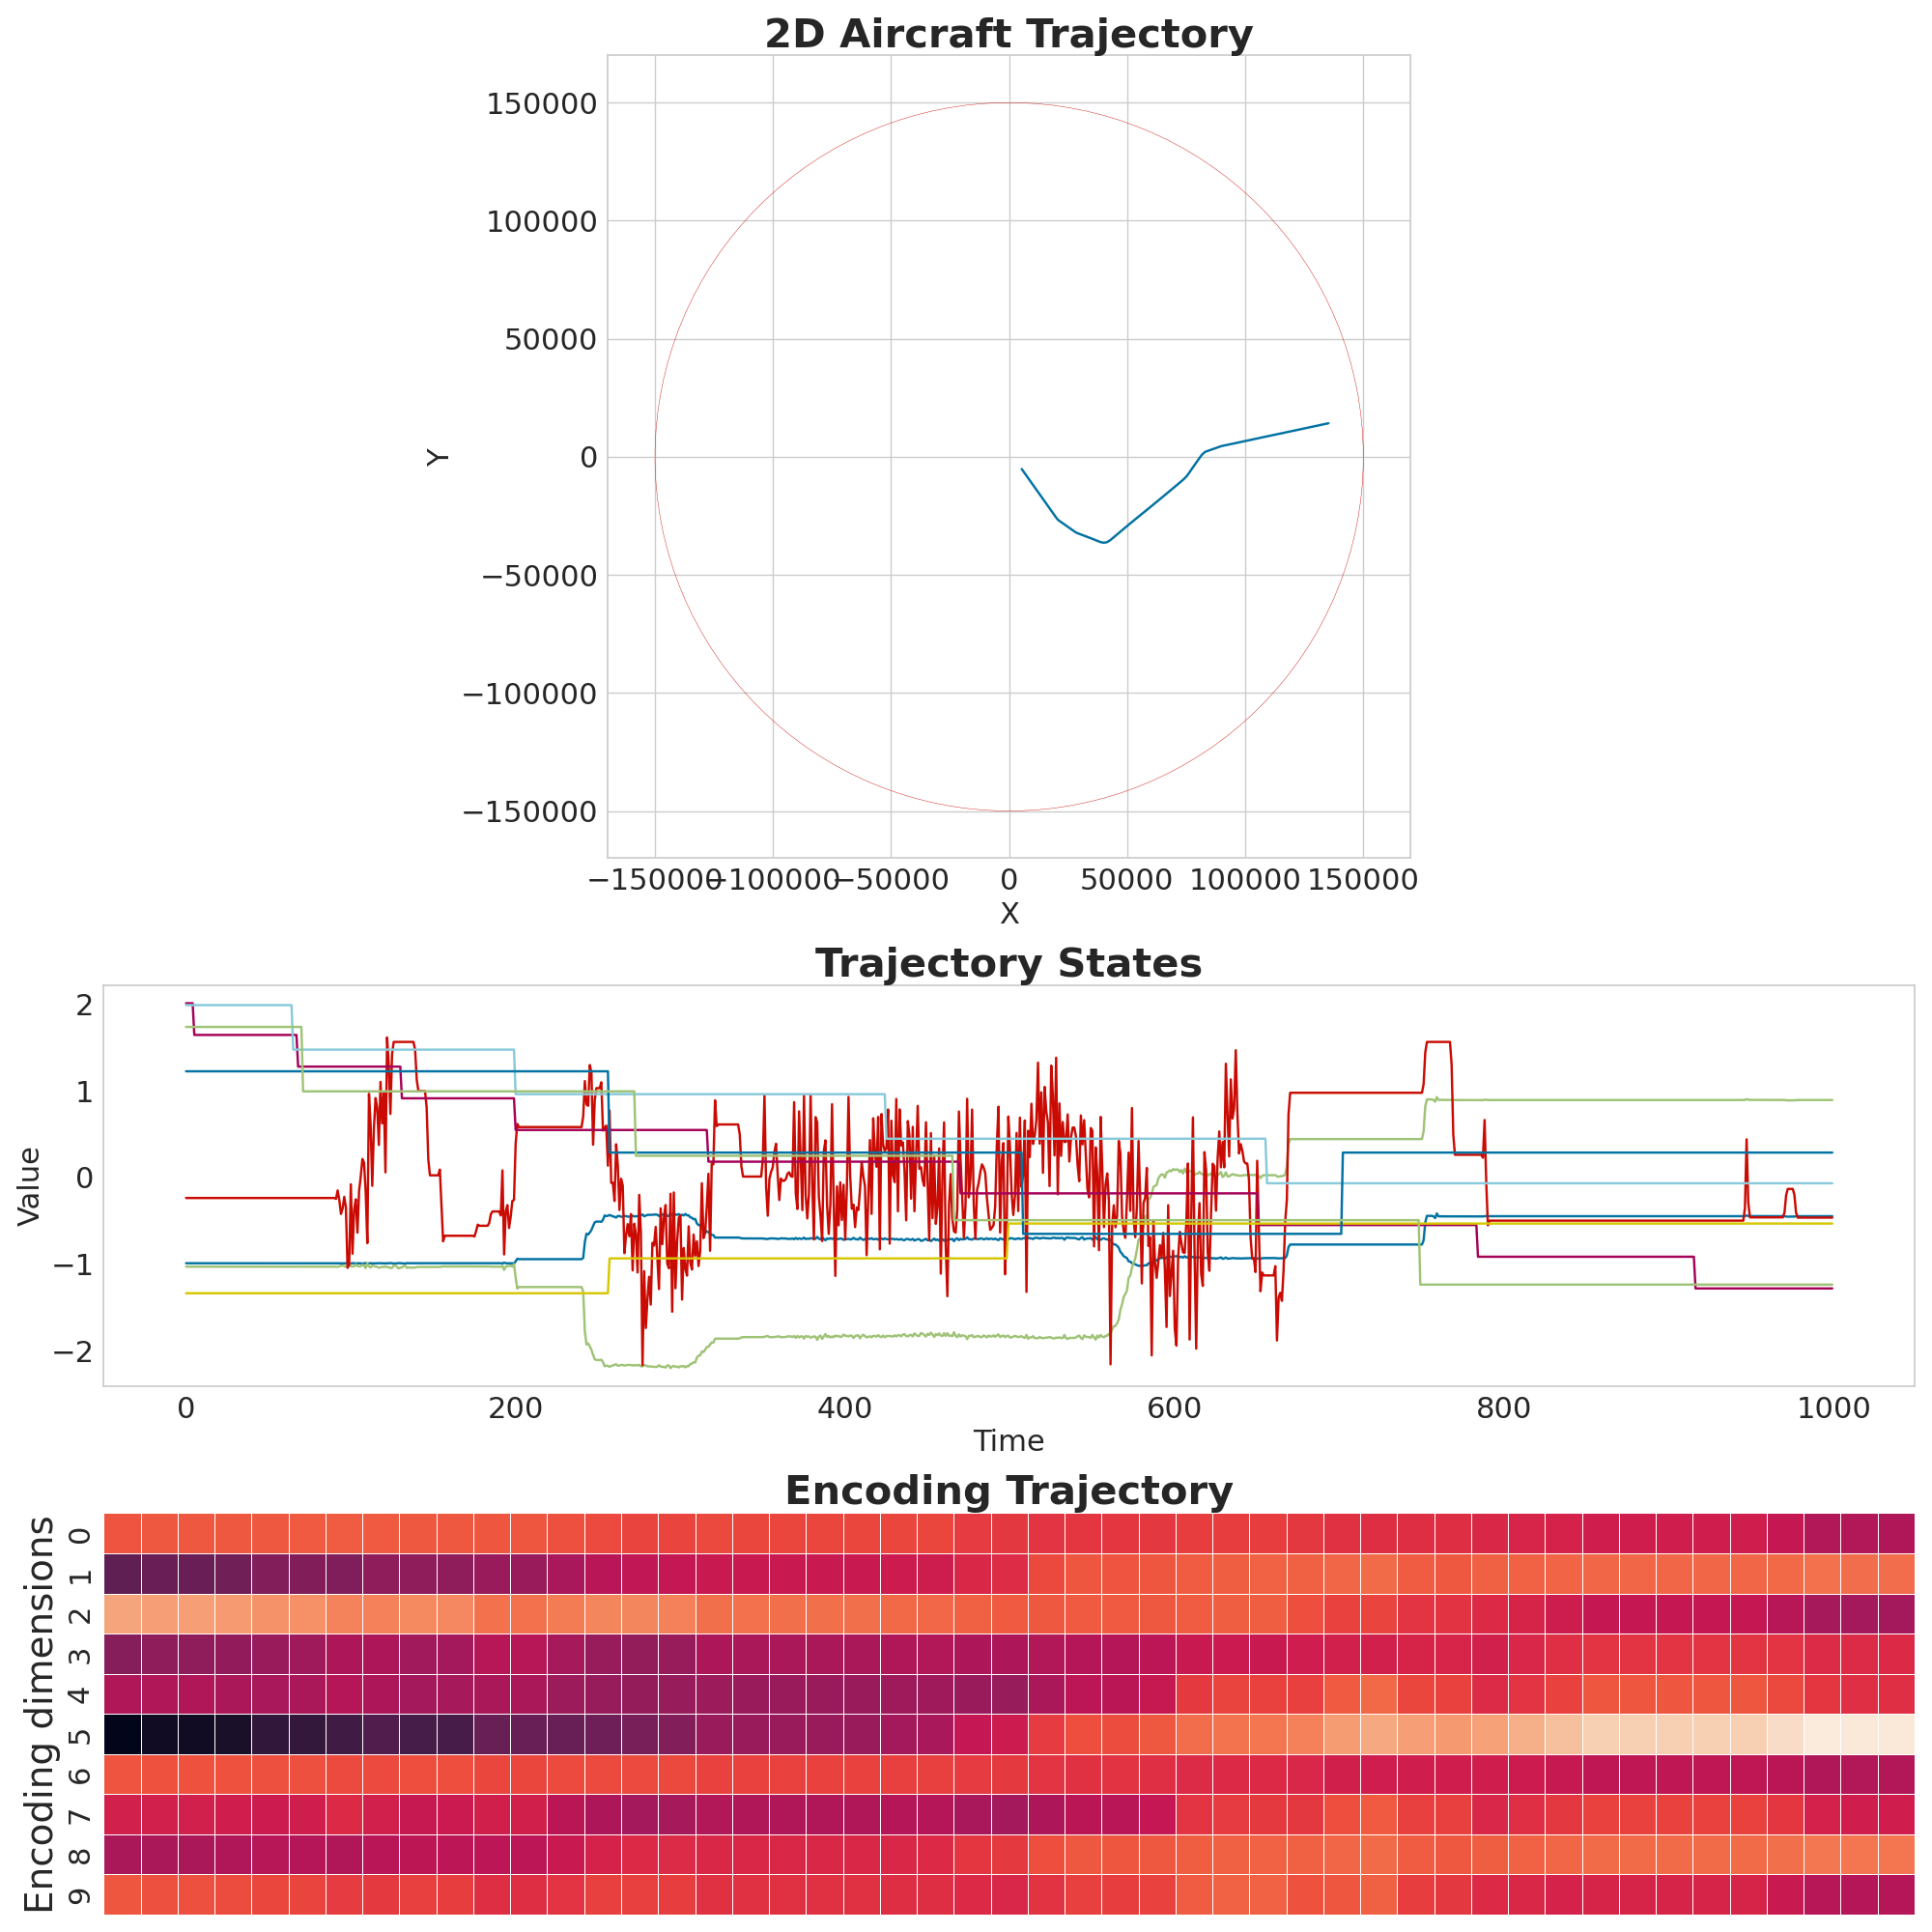 2D Aircraft Trajectory
150000
100000
50000
0
−50000
−100000
−150000
Y
−150000 −100000 −50000 0 50000 100000 150000
X
Trajectory States
2
1
0
−1
−2
Value
0 200 400 600 800 1000
Time
Encoding Trajectory
0
1
2
3
4
5
6
7
8
9
Encoding dimensions